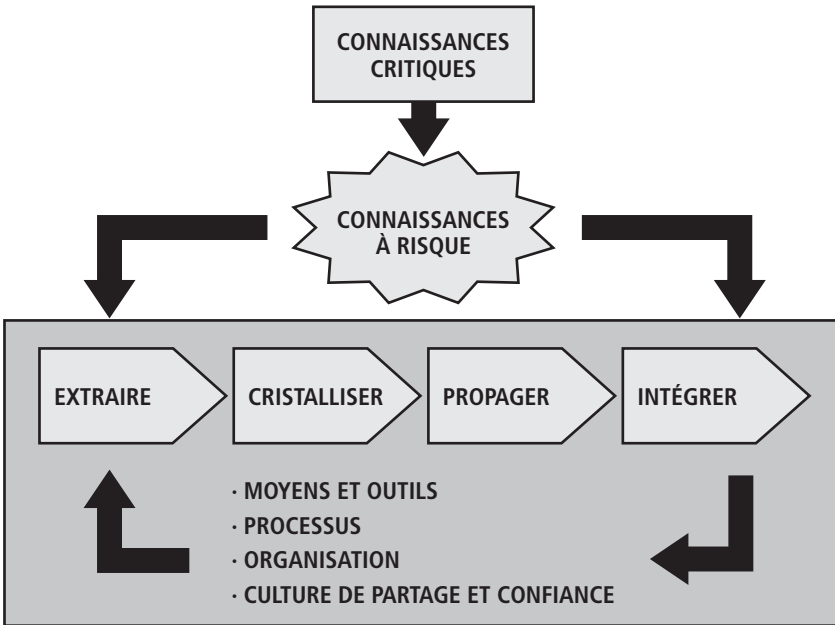 CONNAISSANCES
CRITIQUES
CONNAISSANCES
À RISQUE
EXTRAIRE
CRISTALLISER
PROPAGER
INTÉGRER
· MOYENS ET OUTILS
· PROCESSUS
· ORGANISATION
· CULTURE DE PARTAGE ET CONFIANCE